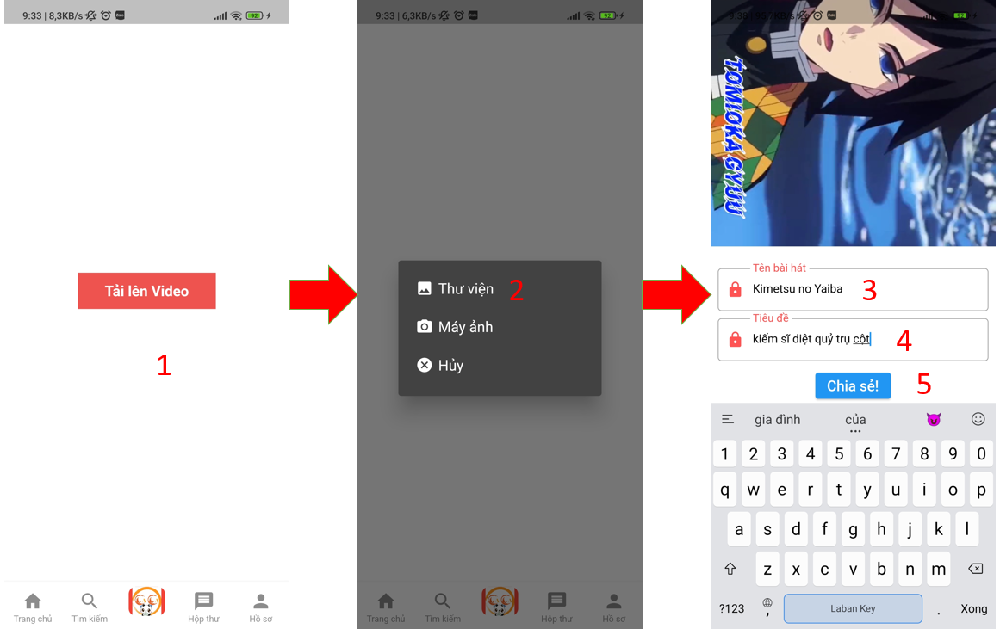 9:33 | 8,3KB/s
92
Tải lên Video
1
Trang chủ
Tìm kiếm
Hộp thư
Hồ sơ
9:33 | 6,3KB/s
92
Thư viện 2
Máy ảnh
Hủy
Trang chủ
Tìm kiếm
Hộp thư
Hồ sơ
92
TOMIOKA GIYUU
Tên bài hát
Kimetsu no Yaiba 3
Tiêu đề
kiếm sĩ diệt quỷ trụ cột 4
Chia sẻ! 5
gia đình của
1 2 3 4 5 6 7 8 9 0
q w e r t y u i o p
a s d f g h j k l
z x c v b n m
?123 , Laban Key . Xong